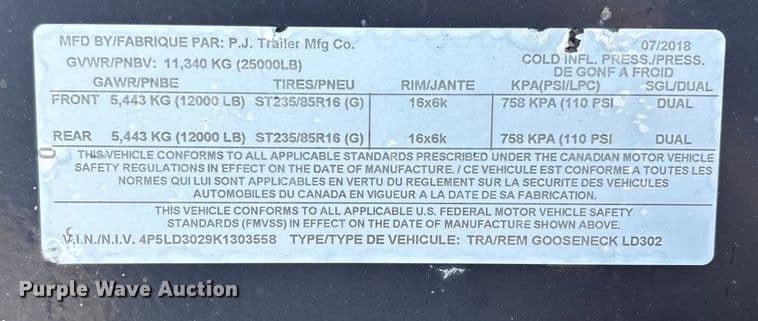 MFD BY/FABRIQUE PAR: P.J. Trailer Mfg Co. 07/2018
GVWR/PNBV: 11,340 KG (25000LB) COLD INFL. PRESS./PRESS.
DE GONF A FROID
GAWR/PNBE TIRES/PNEU RIM/JANTE KPA(PSI/LPC) SGL/DUAL
FRONT 5,443 KG (12000 LB) ST235/85R16 (G) 16x6k 758 KPA (110 PSI DUAL
REAR 5,443 KG (12000 LB) ST235/85R16 (G) 16x6k 758 KPA (110 PSI DUAL
THIS VEHICLE CONFORMS TO ALL APPLICABLE STANDARDS PRESCRIBED UNDER THE CANADIAN MOTOR VEHICLE
SAFETY REGULATIONS IN EFFECT ON THE DATE OF MANUFACTURE. / CE VEHICULE EST CONFORME A TOUTES LES
NORMES QUI LUI SONT APPLICABLES EN VERTU DU REGLEMENT SUR LA SECURITE DES VEHICULES
AUTOMOBILES DU CANADA EN VIGUEUR A LA DATE DE SA FABRICATION.
THIS VEHICLE CONFORMS TO ALL APPLICABLE U.S. FEDERAL MOTOR VEHICLE SAFETY
STANDARDS (FMVSS) IN EFFECT ON THE DATE OF MANUFACTURE SHOWN ABOVE.
V.I.N./N.I.V. 4P5LD3029K1303558 TYPE/TYPE DE VEHICULE: TRA/REM GOOSENECK LD302
Purple Wave Auction